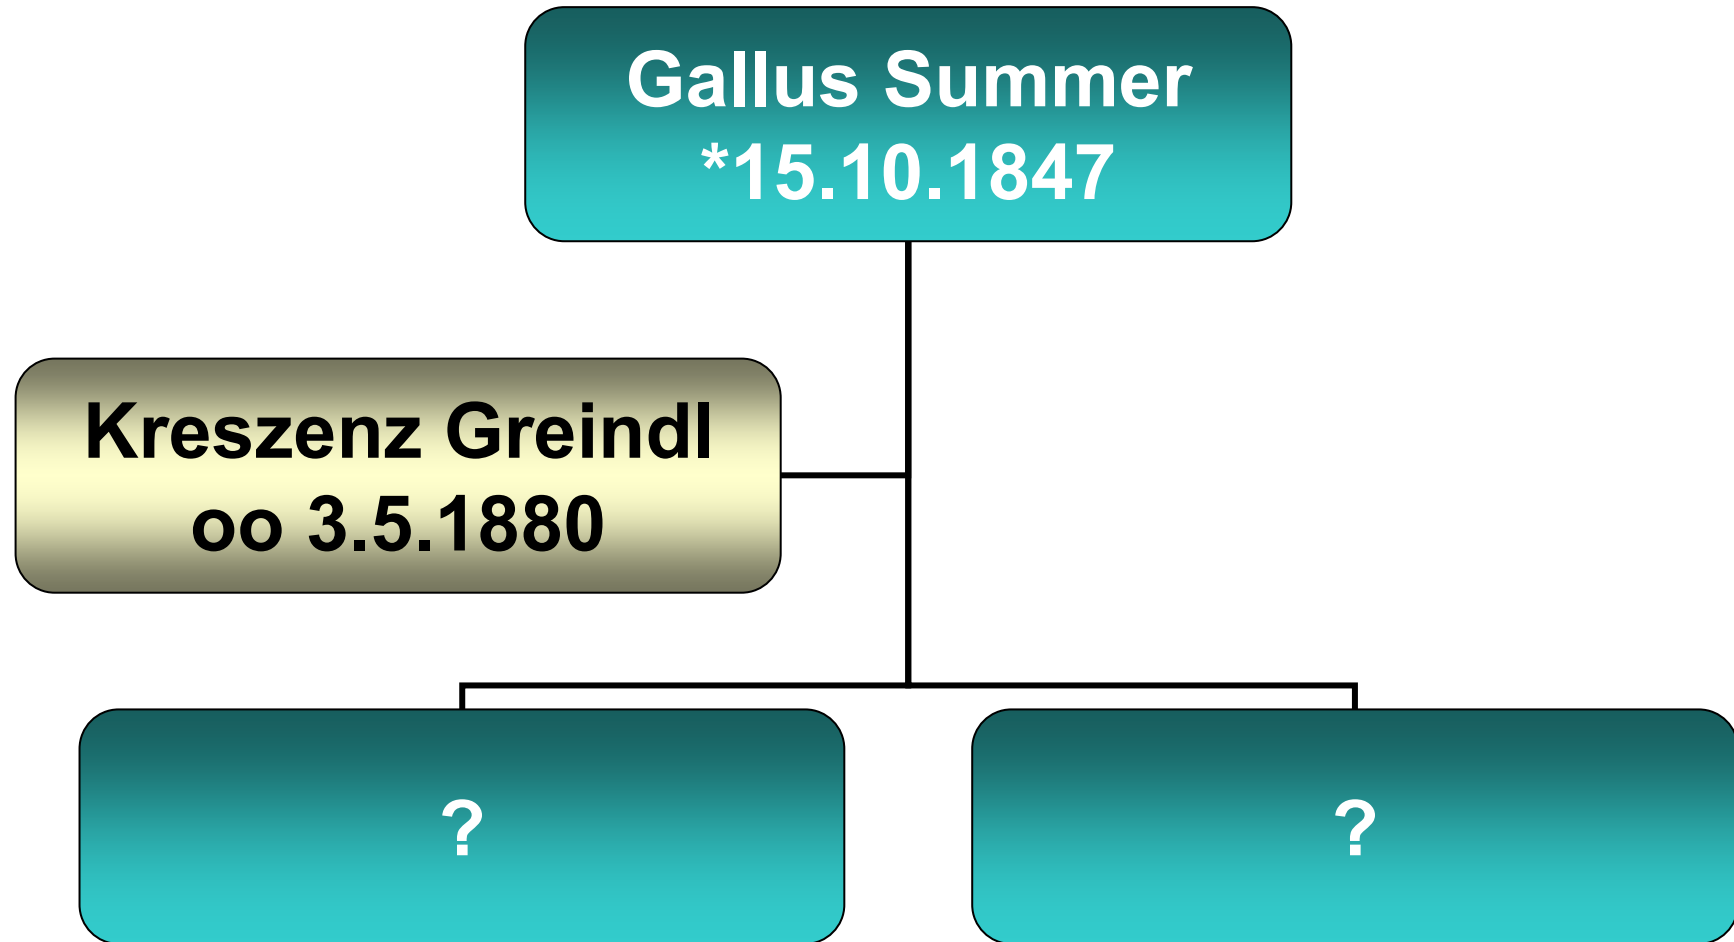 Gallus Summer
*15.10.1847
Kreszenz Greindl
oo 3.5.1880
?
?